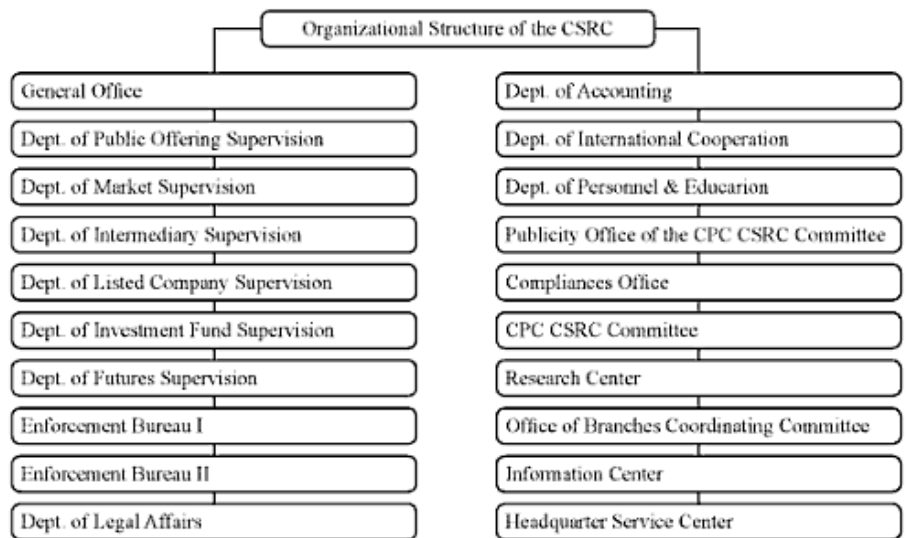 Organizational Structure of the CSRC
General Office
Dept. of Public Offering Supervision
Dept. of Market Supervision
Dept. of Intermediary Supervision
Dept. of Listed Company Supervision
Dept. of Investment Fund Supervision
Dept. of Futures Supervision
Enforcement Bureau I
Enforcement Bureau II
Dept. of Legal Affairs
Dept. of Accounting
Dept. of International Cooperation
Dept. of Personnel & Educarion
Publicity Office of the CPC CSRC Committee
Compliances Office
CPC CSRC Committee
Research Center
Office of Branches Coordinating Committee
Information Center
Headquarter Service Center